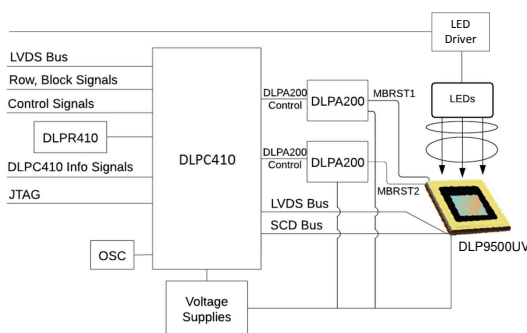 LED
Driver
LVDS Bus
Row, Block Signals
Control Signals
DLPR410
DLPC410 Info Signals
JTAG
OSC
DLPC410
DLPA200
Control
DLPA200
MBRST1
LEDs
DLPA200
Control
DLPA200
MBRST2
LVDS Bus
SCD Bus
DLP9500UV
Voltage
Supplies